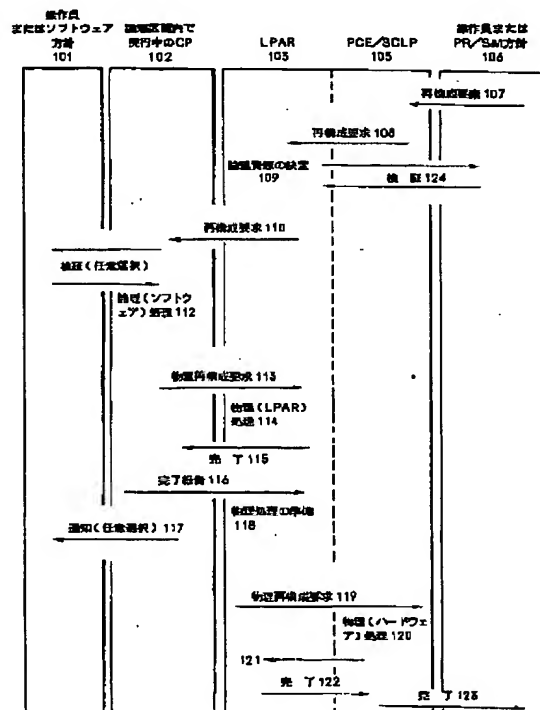 操作員
またはソフトウェア
方針
101
論理区画内で
実行中のCP
102
LPAR
103
PCE/SCLP
105
操作員または
PR/SM方針
106
再構成要求 107
再構成要求 108
論理資源の決定
109
検 証 124
再構成要求 110
検証(任意選択)
論理(ソフトウ
ェア)処理 112
物理再構成要求 113
物理(LPAR)
処理 114
完 了 115
完了報告 116
物理処理の準備
118
通知(任意選択) 117
物理再構成要求 119
物理(ハードウェ
ア)処理 120
121
完 了 122
完 了 123